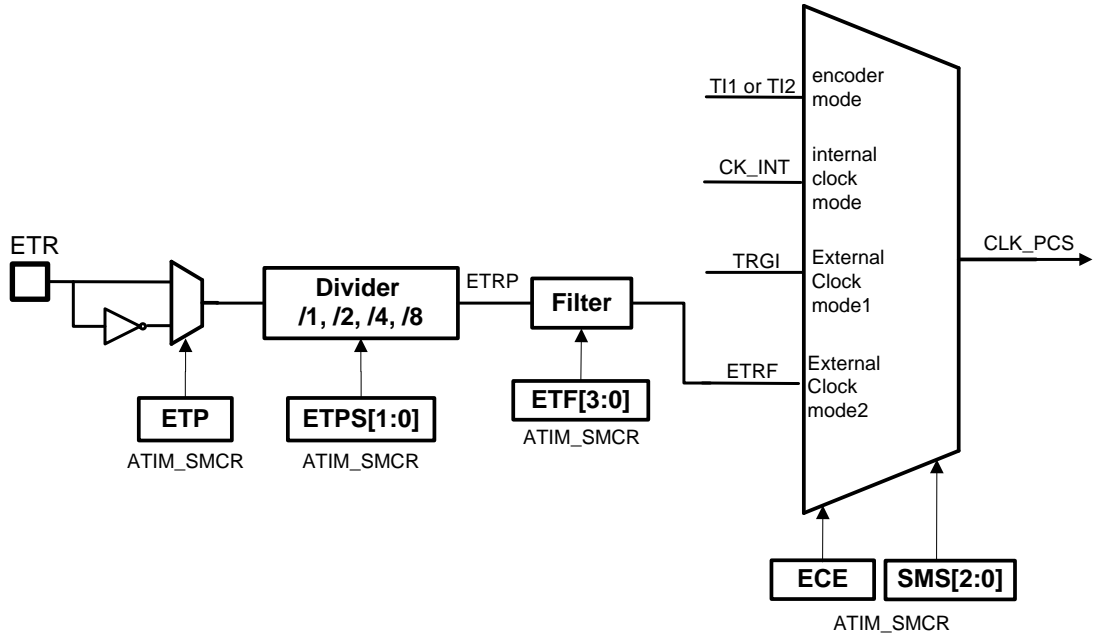 TI1 or TI2
encoder
mode
CK_INT
internal
clock
mode
ETR
TRGI
External
Clock
mode1
CLK_PCS
Divider
/1, /2, /4, /8
ETRP
Filter
ETRF
External
Clock
mode2
ETP
ATIM_SMCR
ETPS[1:0]
ATIM_SMCR
ETF[3:0]
ATIM_SMCR
ECE
SMS[2:0]
ATIM_SMCR